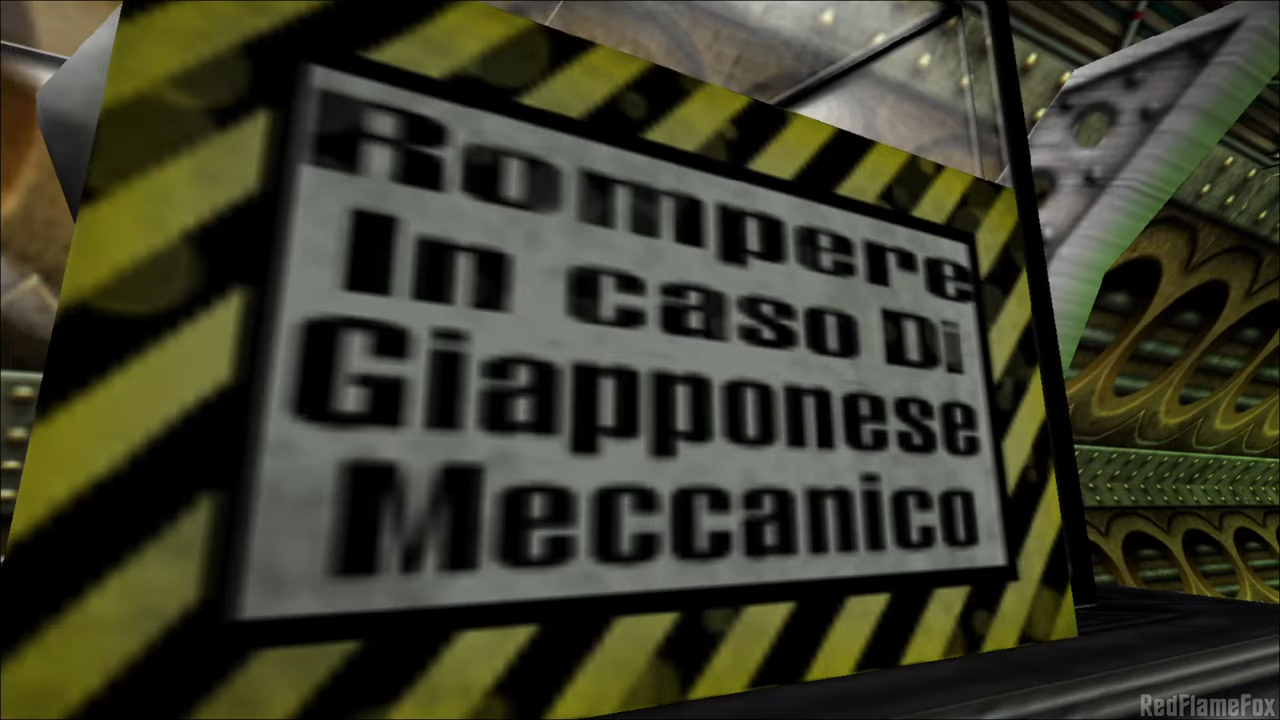 Rompere
In caso Di
Giapponese
Meccanico
RedFlameFox